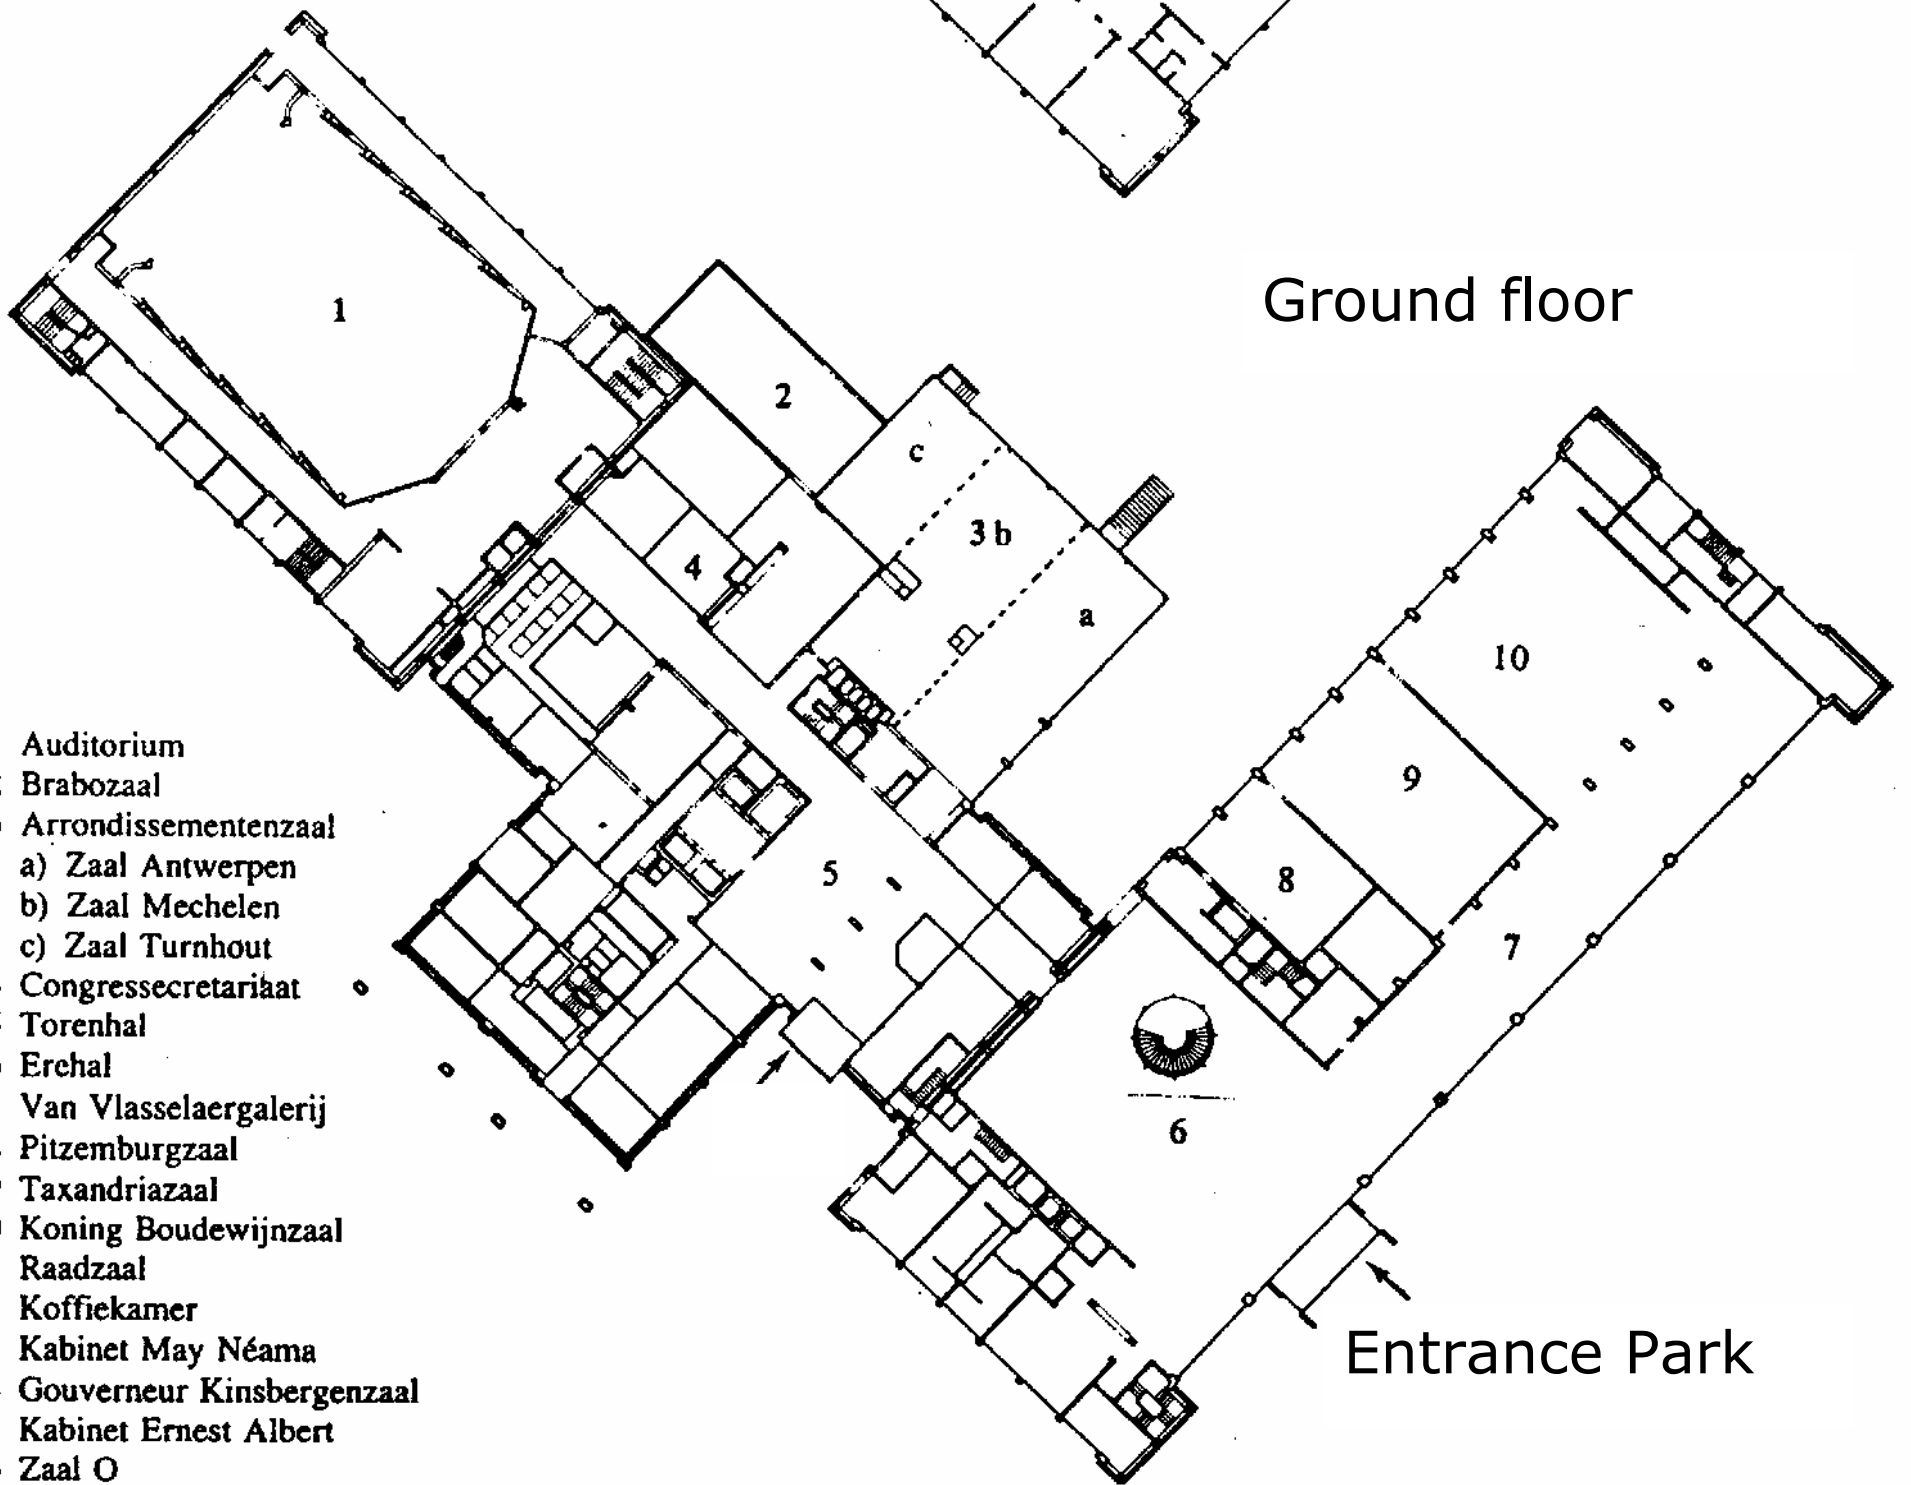 Ground floor
1
2
c
3 b
a
4
10
9
8
5
7
6
Auditorium
Brabozaal
Arrondissementenzaal
a) Zaal Antwerpen
b) Zaal Mechelen
c) Zaal Turnhout
Congressecretariaat
Torenhal
Erehal
Van Vlasselaergalerij
Pitzemburgzaal
Taxandriazaal
Koning Boudewijnzaal
Raadzaal
Koffiekamer
Kabinet May Néama
Gouverneur Kinsbergenzaal
Kabinet Ernest Albert
Zaal O
Entrance Park